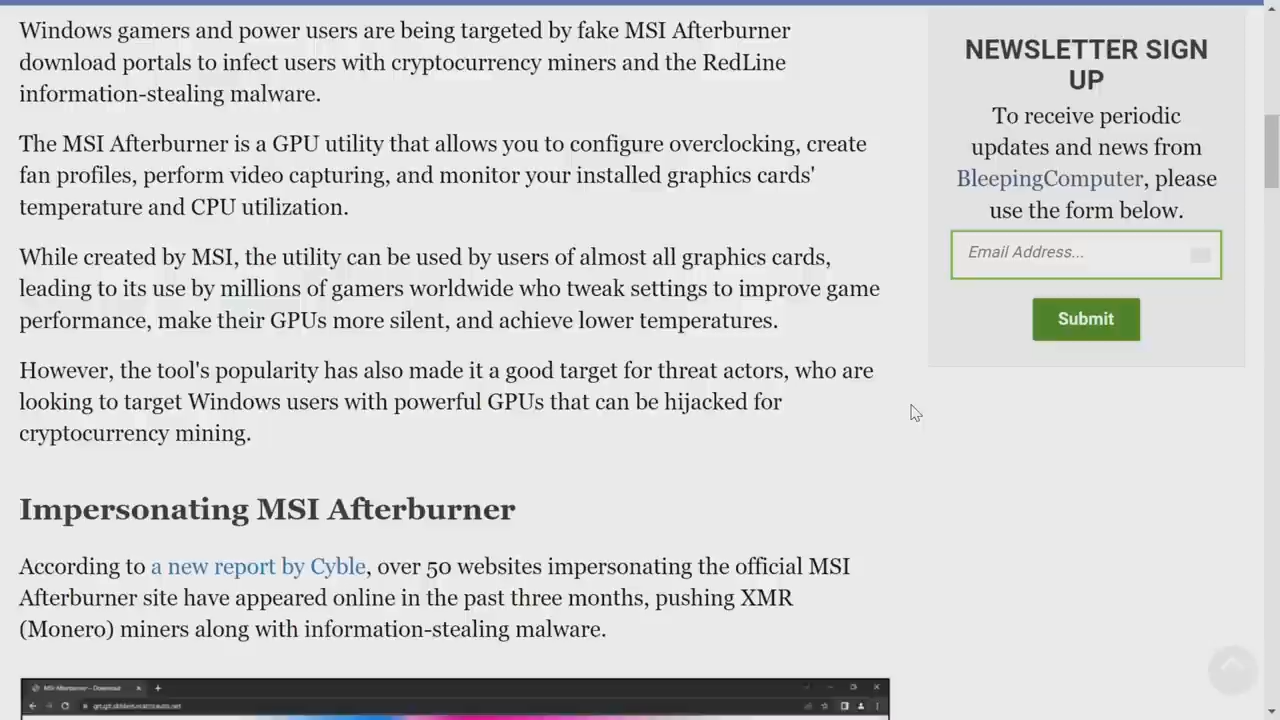 Windows gamers and power users are being targeted by fake MSI Afterburner
download portals to infect users with cryptocurrency miners and the RedLine
information-stealing malware.
The MSI Afterburner is a GPU utility that allows you to configure overclocking, create
fan profiles, perform video capturing, and monitor your installed graphics cards'
temperature and CPU utilization.
While created by MSI, the utility can be used by users of almost all graphics cards,
leading to its use by millions of gamers worldwide who tweak settings to improve game
performance, make their GPUs more silent, and achieve lower temperatures.
However, the tool's popularity has also made it a good target for threat actors, who are
looking to target Windows users with powerful GPUs that can be hijacked for
cryptocurrency mining.
Impersonating MSI Afterburner
According to a new report by Cyble, over 50 websites impersonating the official MSI
Afterburner site have appeared online in the past three months, pushing XMR
(Monero) miners along with information-stealing malware.
MSI Afterburner - Download
NEWSLETTER SIGN
UP
To receive periodic
updates and news from
BleepingComputer, please
use the form below.
Email Address...
Submit